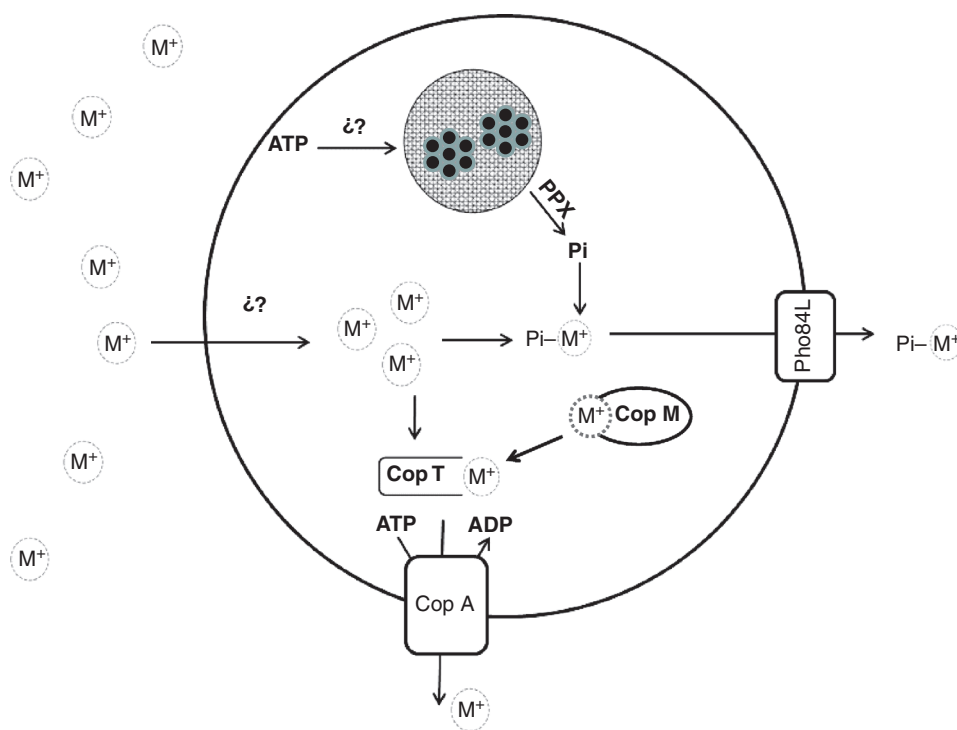 M⁺
M⁺
M⁺
M⁺
M⁺
M⁺
M⁺
¿?
ATP
¿?
PPX
Pi
M⁺
M⁺
M⁺
Pi–M⁺
Pho84L
Pi–M⁺
M⁺ Cop M
Cop T M⁺
ATP
ADP
Cop A
M⁺